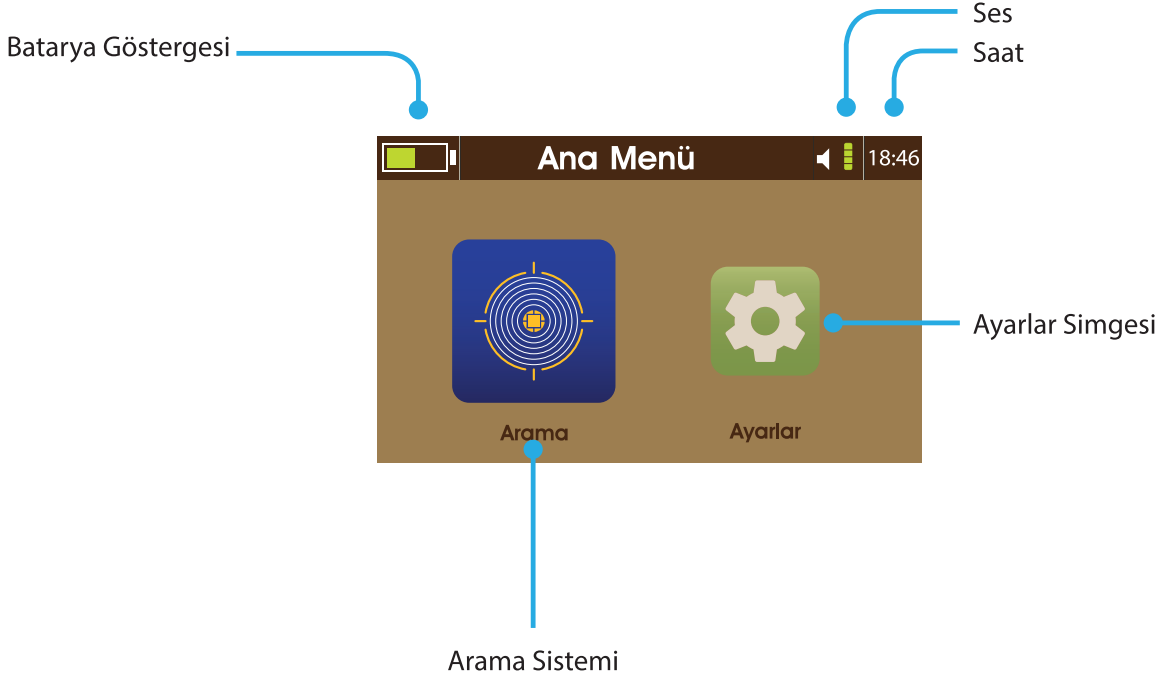 Ses
Batarya Göstergesi
Saat
Ana Menü
18:46
Ayarlar Simgesi
Arama
Ayarlar
Arama Sistemi